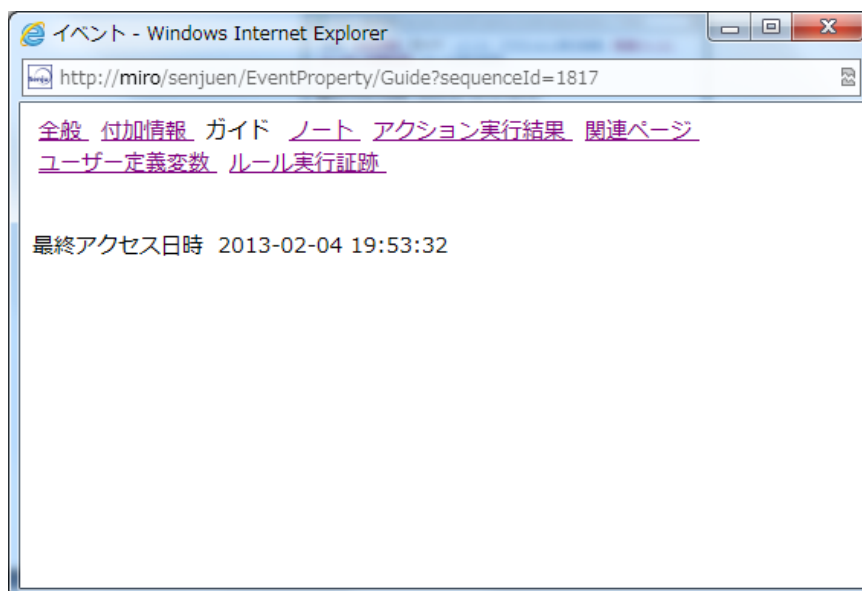 イベント - Windows Internet Explorer
http://miro/senjuen/EventProperty/Guide?sequenceId=1817
全般 付加情報 ガイド ノート アクション実行結果 関連ページ
ユーザー定義変数 ルール実行証跡
最終アクセス日時 2013-02-04 19:53:32